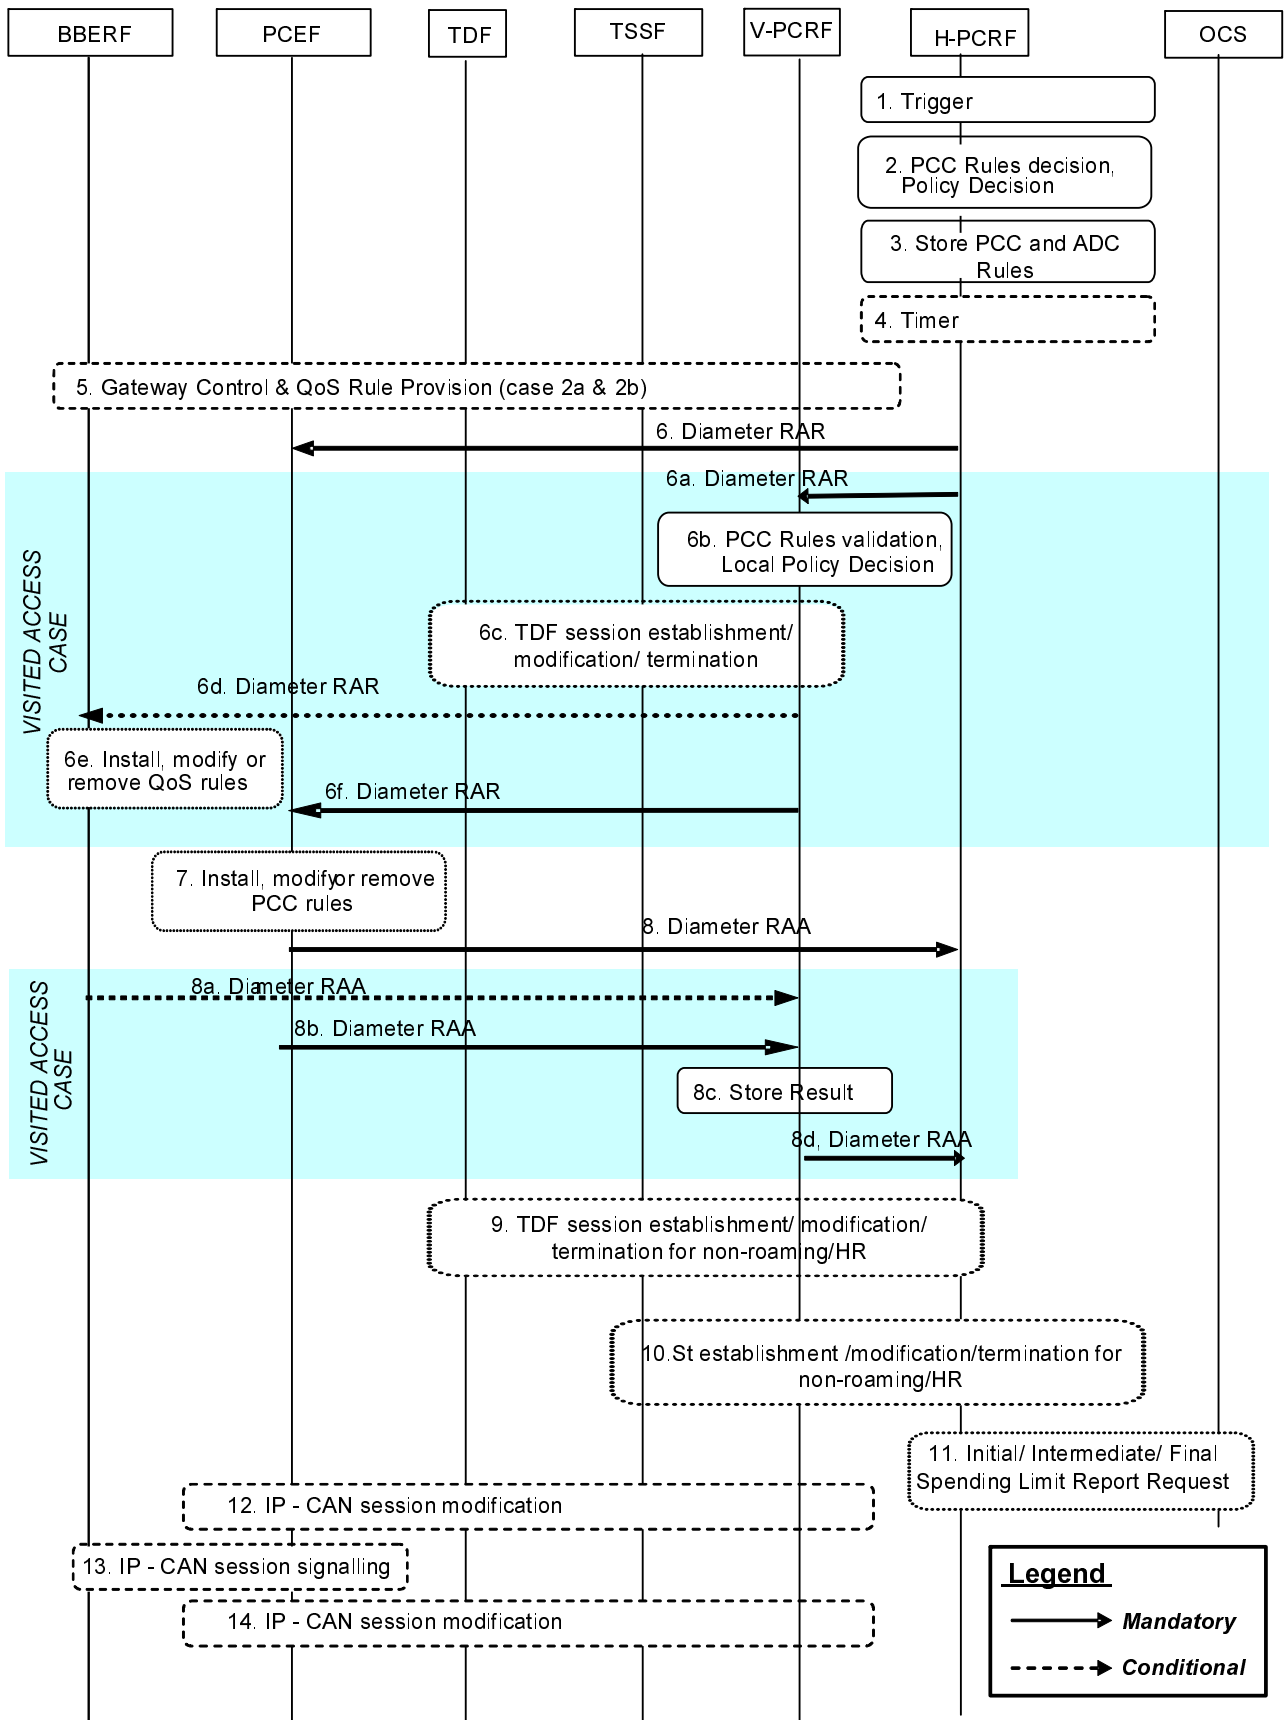 BBERF
PCEF
TDF
TSSF
V-PCRF
H-PCRF
OCS
1. Trigger
2. PCC Rules decision,
Policy Decision
3. Store PCC and ADC
Rules
4. Timer
5. Gateway Control & QoS Rule Provision (case 2a & 2b)
6. Diameter RAR
VISITED ACCESS
CASE
6a. Diameter RAR
6b. PCC Rules validation,
Local Policy Decision
6c. TDF session establishment/
modification/ termination
6d. Diameter RAR
6e. Install, modify or
remove QoS rules
6f. Diameter RAR
7. Install, modify or remove
PCC rules
8. Diameter RAA
VISITED ACCESS
CASE
8a. Diameter RAA
8b. Diameter RAA
8c. Store Result
8d, Diameter RAA
9. TDF session establishment/ modification/
termination for non-roaming/HR
10.St establishment /modification/termination for
non-roaming/HR
11. Initial/ Intermediate/ Final
Spending Limit Report Request
12. IP - CAN session modification
13. IP - CAN session signalling
14. IP - CAN session modification
Legend
Mandatory
Conditional